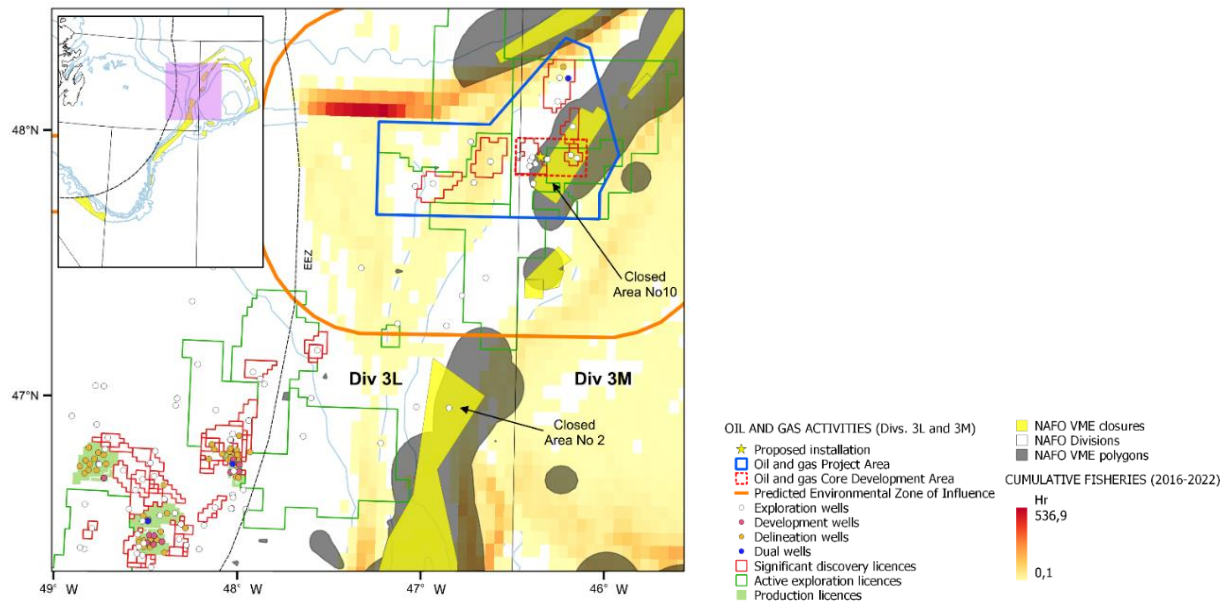 48°N
47°N
EEZ
Closed
Area No10
Div 3L
Div 3M
Closed
Area No 2
49° W
48° W
47° W
46° W
OIL AND GAS ACTIVITIES (Divs. 3L and 3M)
Proposed installation
Oil and gas Project Area
Oil and gas Core Development Area
Predicted Environmental Zone of Influence
Exploration wells
Development wells
Delineation wells
Dual wells
Significant discovery licences
Active exploration licences
Production licences
NAFO VME closures
NAFO Divisions
NAFO VME polygons
CUMULATIVE FISHERIES (2016-2022)
Hr
536,9
0,1